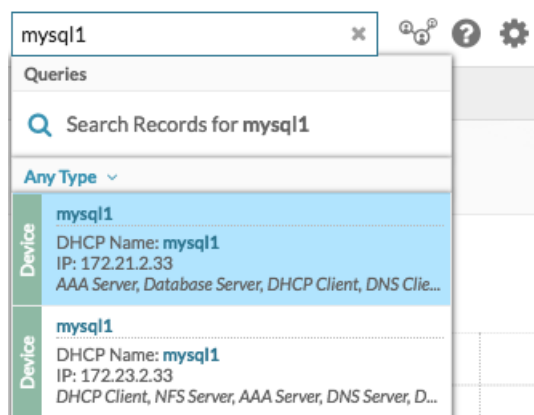 mysql1
Queries
Search Records for mysql1
Any Type
Device
mysql1
DHCP Name: mysql1
IP: 172.21.2.33
AAA Server, Database Server, DHCP Client, DNS Clie...
Device
mysql1
DHCP Name: mysql1
IP: 172.23.2.33
DHCP Client, NFS Server, AAA Server, DNS Server, D...